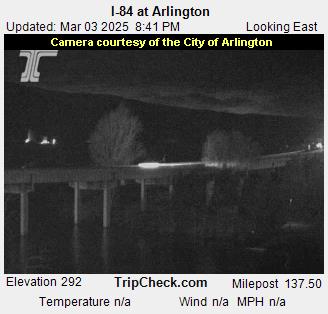 I-84 at Arlington
Updated: Mar 03 2025 8:41 PM Looking East
Camera courtesy of the City of Arlington
Elevation 292 TripCheck.com Milepost 137.50
Temperature n/a Wind n/a MPH n/a